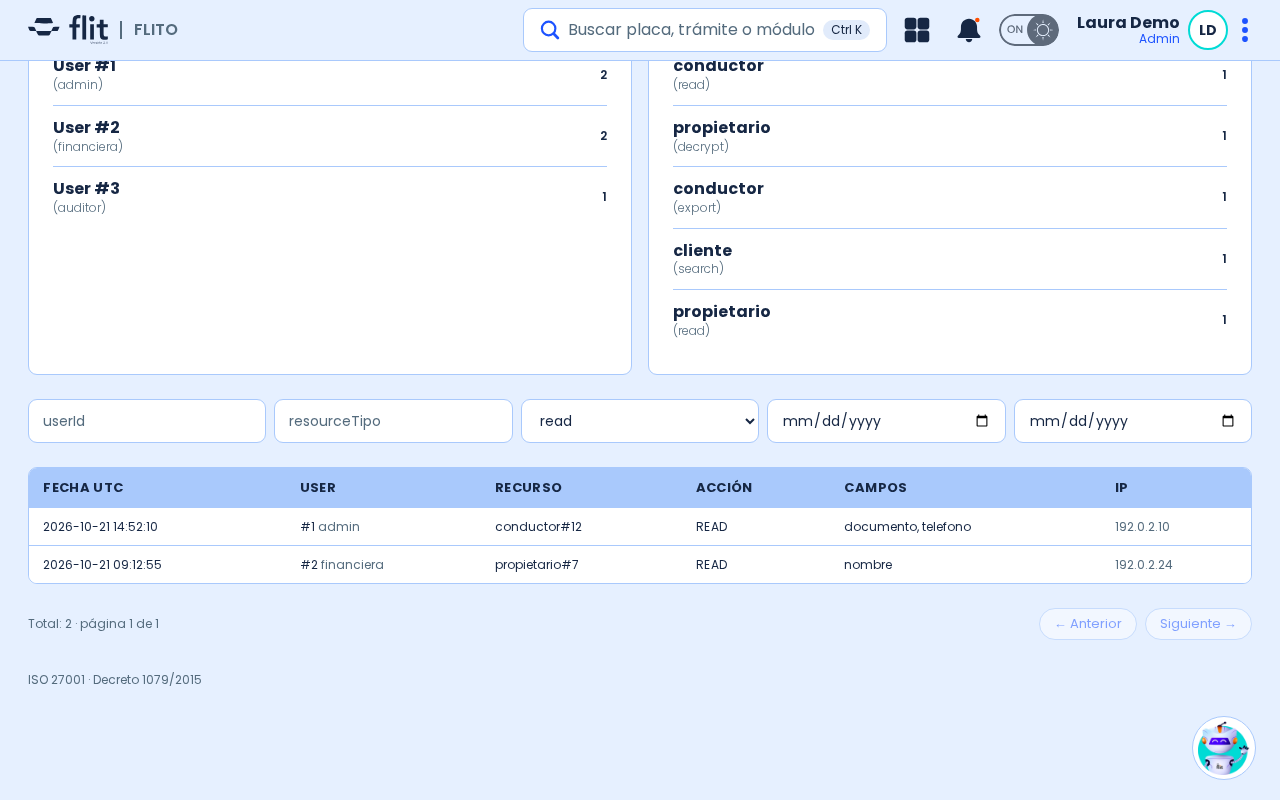 flit
FLITO
Buscar placa, trámite o módulo
Ctrl K
ON
Laura Demo
Admin
LD
User #1
(admin)
2
User #2
(financiera)
2
User #3
(auditor)
1
conductor
(read)
1
propietario
(decrypt)
1
conductor
(export)
1
cliente
(search)
1
propietario
(read)
1
userId
resourceTipo
read
mm/dd/yyyy
mm/dd/yyyy
FECHA UTC USER RECURSO ACCIÓN CAMPOS IP
2026-10-21 14:52:10 #1 admin conductor#12 READ documento, telefono 192.0.2.10
2026-10-21 09:12:55 #2 financiera propietario#7 READ nombre 192.0.2.24
Total: 2 · página 1 de 1
← Anterior
Siguiente →
ISO 27001 · Decreto 1079/2015